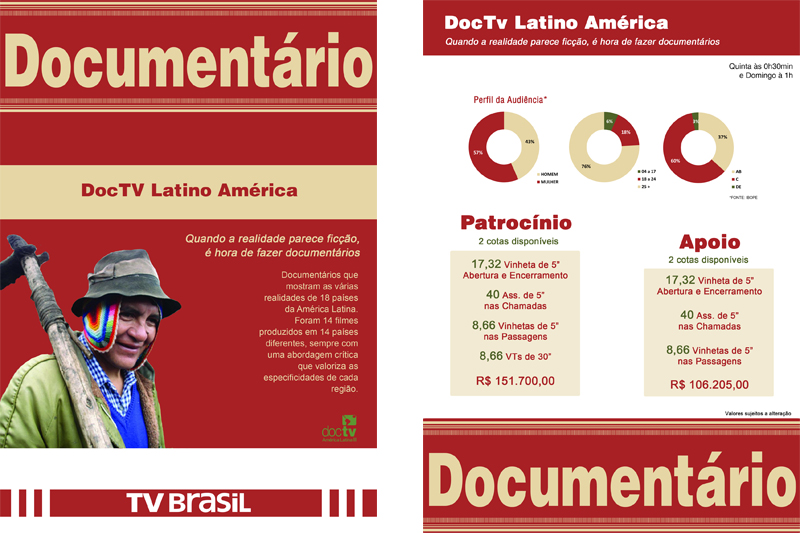 Documentário
DocTV Latino América
Quando a realidade parece ficção,
é hora de fazer documentários
Documentários que
mostram as várias
realidades de 18 países
da América Latina.
Foram 14 filmes
produzidos em 14 países
diferentes, sempre com
uma abordagem crítica
que valoriza as
especificidades de cada
região.
doctv
TV BRASIL
DocTv Latino América
Quando a realidade parece ficção, é hora de fazer documentários
Quinta às 0h30min
e Domingo à 1h
Perfil da Audiência*
57%
43%
HOMEM
MULHER
6%
18%
76%
04 a 17
18 a 24
25 +
3%
37%
60%
AB
C
DE
*FONTE: IBOPE
Patrocínio
2 cotas disponíveis
17,32 Vinheta de 5”
Abertura e Encerramento
40 Ass. de 5”
nas Chamadas
8,66 Vinhetas de 5”
nas Passagens
8,66 VTs de 30”
R$ 151.700,00
Apoio
2 cotas disponíveis
17,32 Vinheta de 5”
Abertura e Encerramento
40 Ass. de 5”
nas Chamadas
8,66 Vinhetas de 5”
nas Passagens
R$ 106.205,00
Valores sujeitos a alteração
Documentário